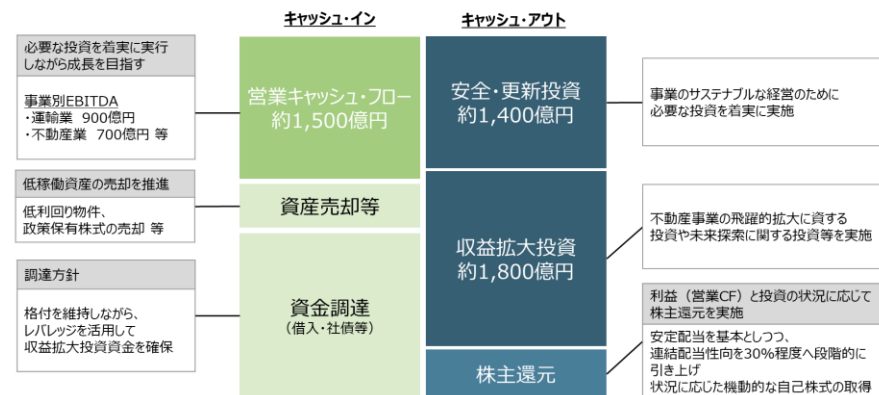 キャッシュ・イン
キャッシュ・アウト
必要な投資を着実に実行
しながら成長を目指す
事業別EBITDA
・運輸業 900億円
・不動産業 700億円 等
低稼働資産の売却を推進
低利回り物件、
政策保有株式の売却 等
調達方針
格付を維持しながら、
レバレッジを活用して
収益拡大投資資金を確保
営業キャッシュ・フロー
約1,500億円
資産売却等
資金調達
（借入・社債等）
安全・更新投資
約1,400億円
収益拡大投資
約1,800億円
株主還元
事業のサステナブルな経営のために
必要な投資を着実に実施
不動産事業の飛躍的拡大に資する
投資や未来探索に関する投資等を実施
利益（営業CF）と投資の状況に応じて
株主還元を実施
安定配当を基本としつつ、
連結配当性向を30%程度へ段階的に
引き上げ
状況に応じた機動的な自己株式の取得